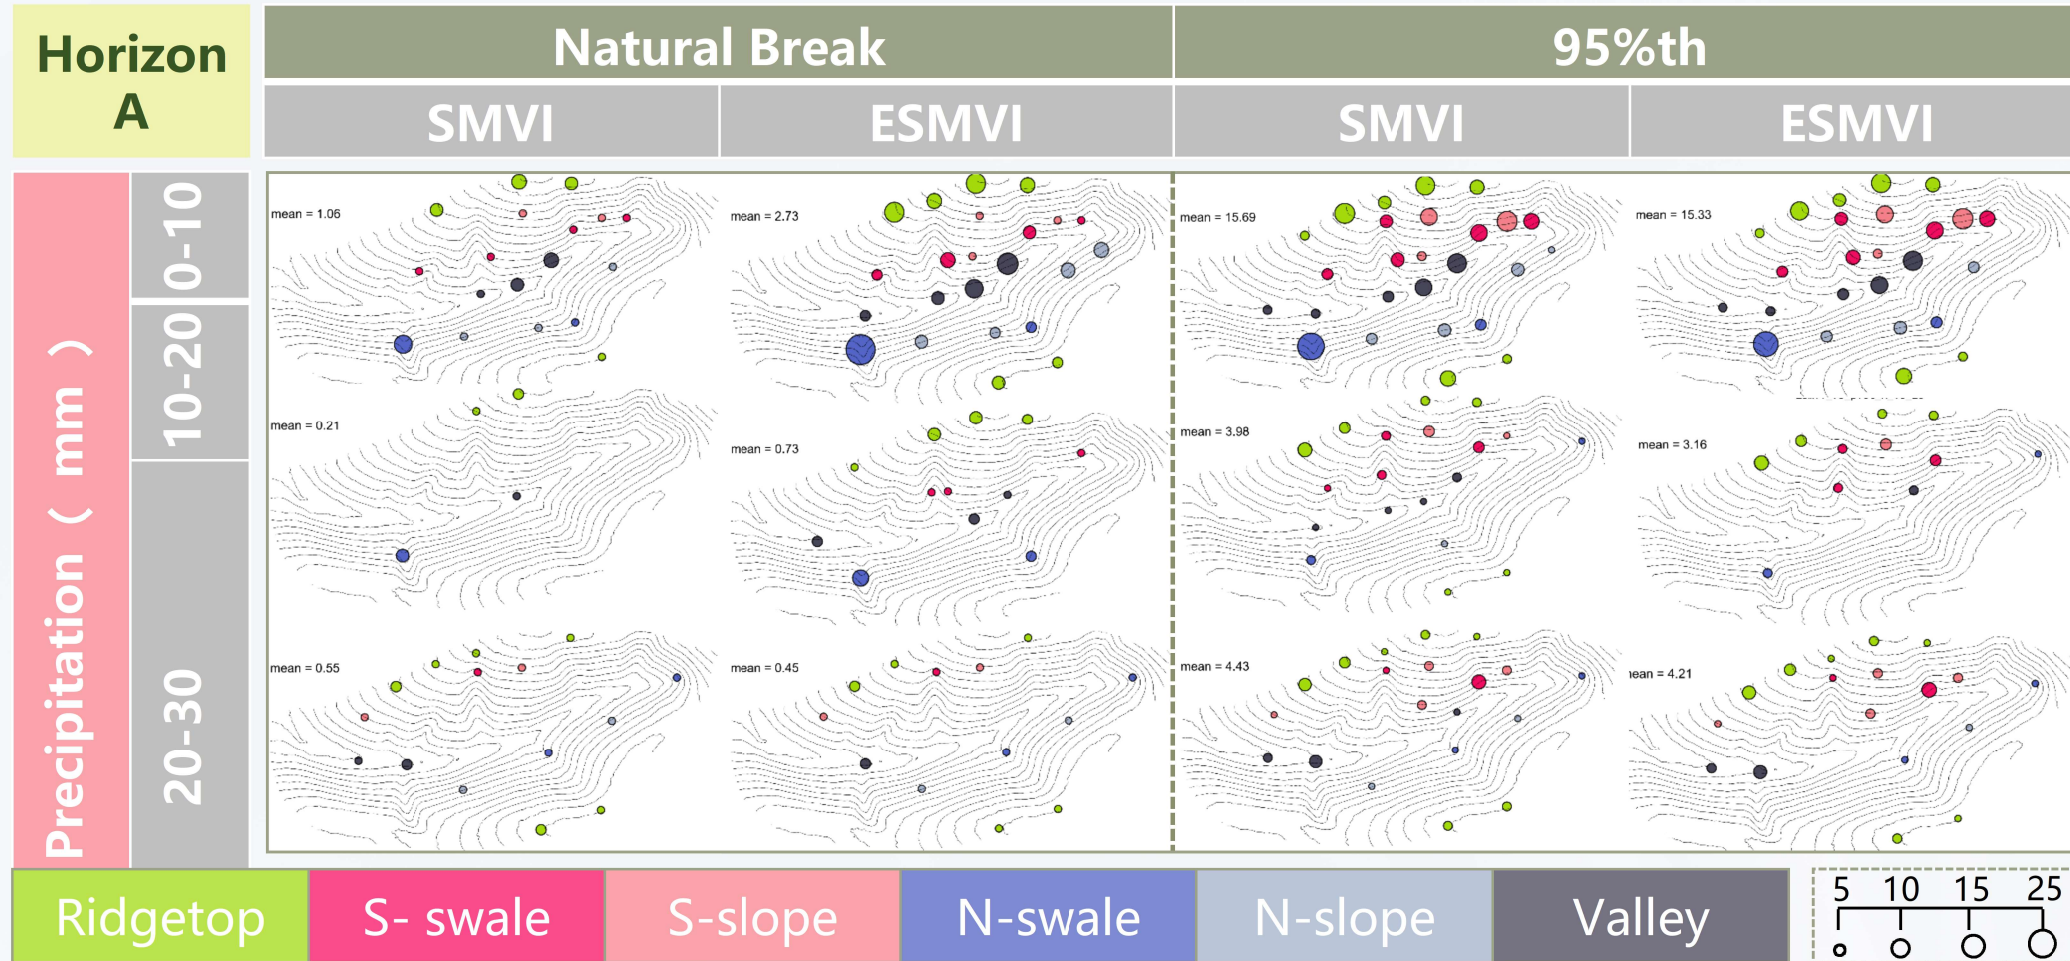 Horizon
A
Natural Break
95%th
SMVI
ESMVI
SMVI
ESMVI
Precipitation ( mm )
0-10
mean = 1.06
mean = 2.73
mean = 15.69
mean = 15.33
10-20
mean = 0.21
mean = 0.73
mean = 3.98
mean = 3.16
20-30
mean = 0.55
mean = 0.45
mean = 4.43
ean = 4.21
Ridgetop
S- swale
S-slope
N-swale
N-slope
Valley
5 10 15 25